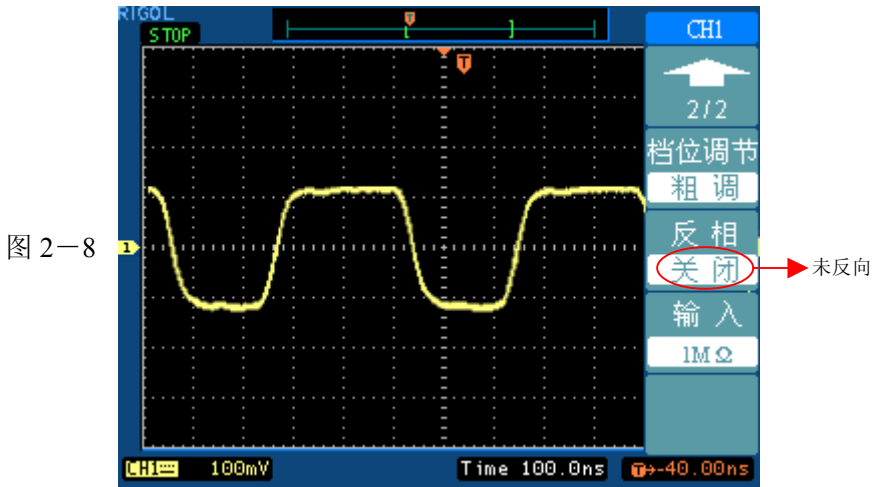 RIGOL
STOP
T
T
CH1
2/2
档位调节
粗 调
反 相
关 闭
输 入
1MΩ
图 2－8
1
未反向
CH1 100mV
Time 100.0ns
T→-40.00ns